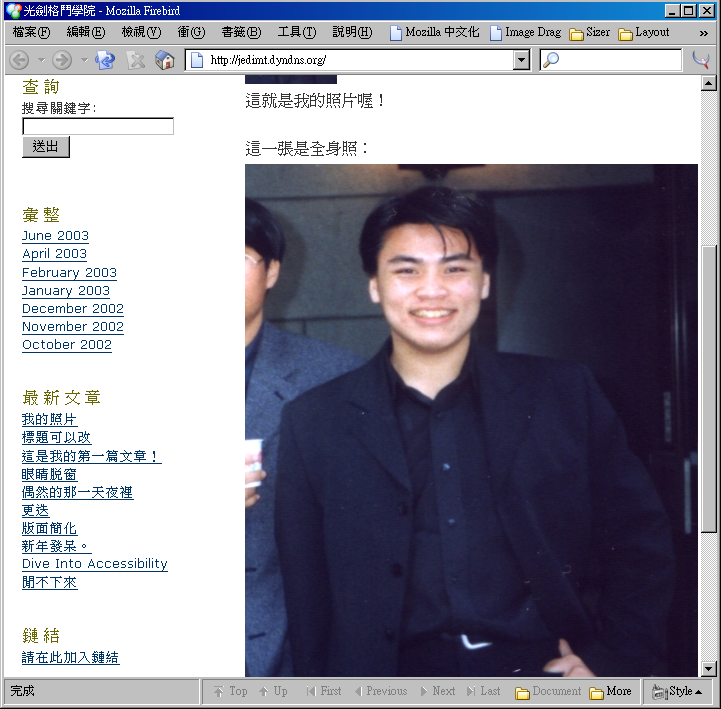 光劍格鬥學院 - Mozilla Firebird
檔案(F) 編輯(E) 檢視(V) 衝(G) 書籤(B) 工具(T) 說明(H) Mozilla 中文化 Image Drag Sizer Layout »
http://jedimt.dyndns.org/
查詢
搜尋關鍵字:
送出
彙整
June 2003
April 2003
February 2003
January 2003
December 2002
November 2002
October 2002
最新文章
我的照片
標題可以改
這是我的第一篇文章！
眼睛脫窗
偶然的那一天夜裡
更迭
版面簡化
新年發呆。
Dive Into Accessibility
閒不下來
鏈結
請在此加入鏈結
這就是我的照片喔！
這一張是全身照：
完成 Top Up First Previous Next Last Document More Style